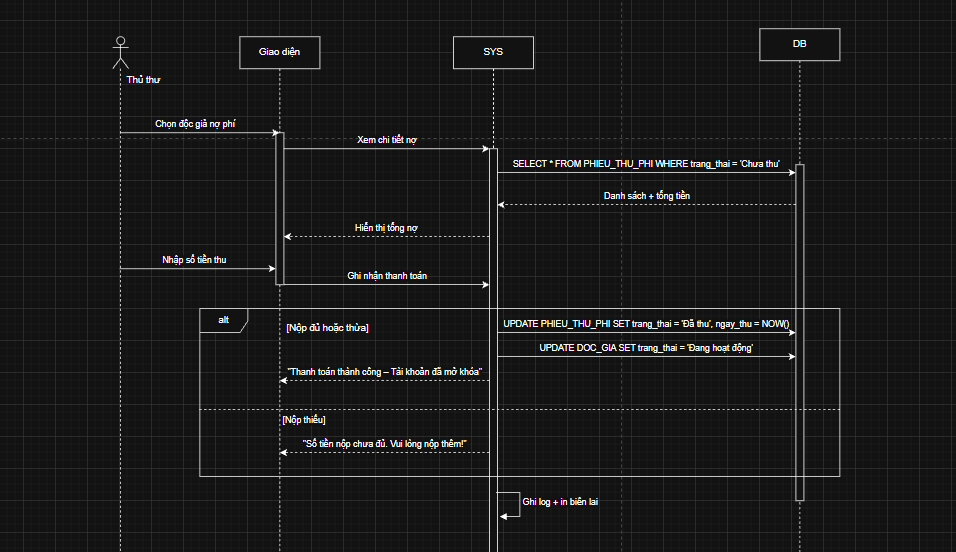 Giao diện
SYS
DB
Thủ thư
Chọn độc giả nợ phí
Xem chi tiết nợ
SELECT * FROM PHIEU_THU_PHI WHERE trang_thai = 'Chưa thu'
Danh sách + tổng tiền
Hiển thị tổng nợ
Nhập số tiền thu
Ghi nhận thanh toán
alt
[Nộp đủ hoặc thừa]
UPDATE PHIEU_THU_PHI SET trang_thai = 'Đã thu', ngay_thu = NOW()
UPDATE DOC_GIA SET trang_thai = 'Đang hoạt động'
"Thanh toán thành công – Tài khoản đã mở khóa"
[Nộp thiếu]
"Số tiền nộp chưa đủ. Vui lòng nộp thêm!"
Ghi log + in biên lai